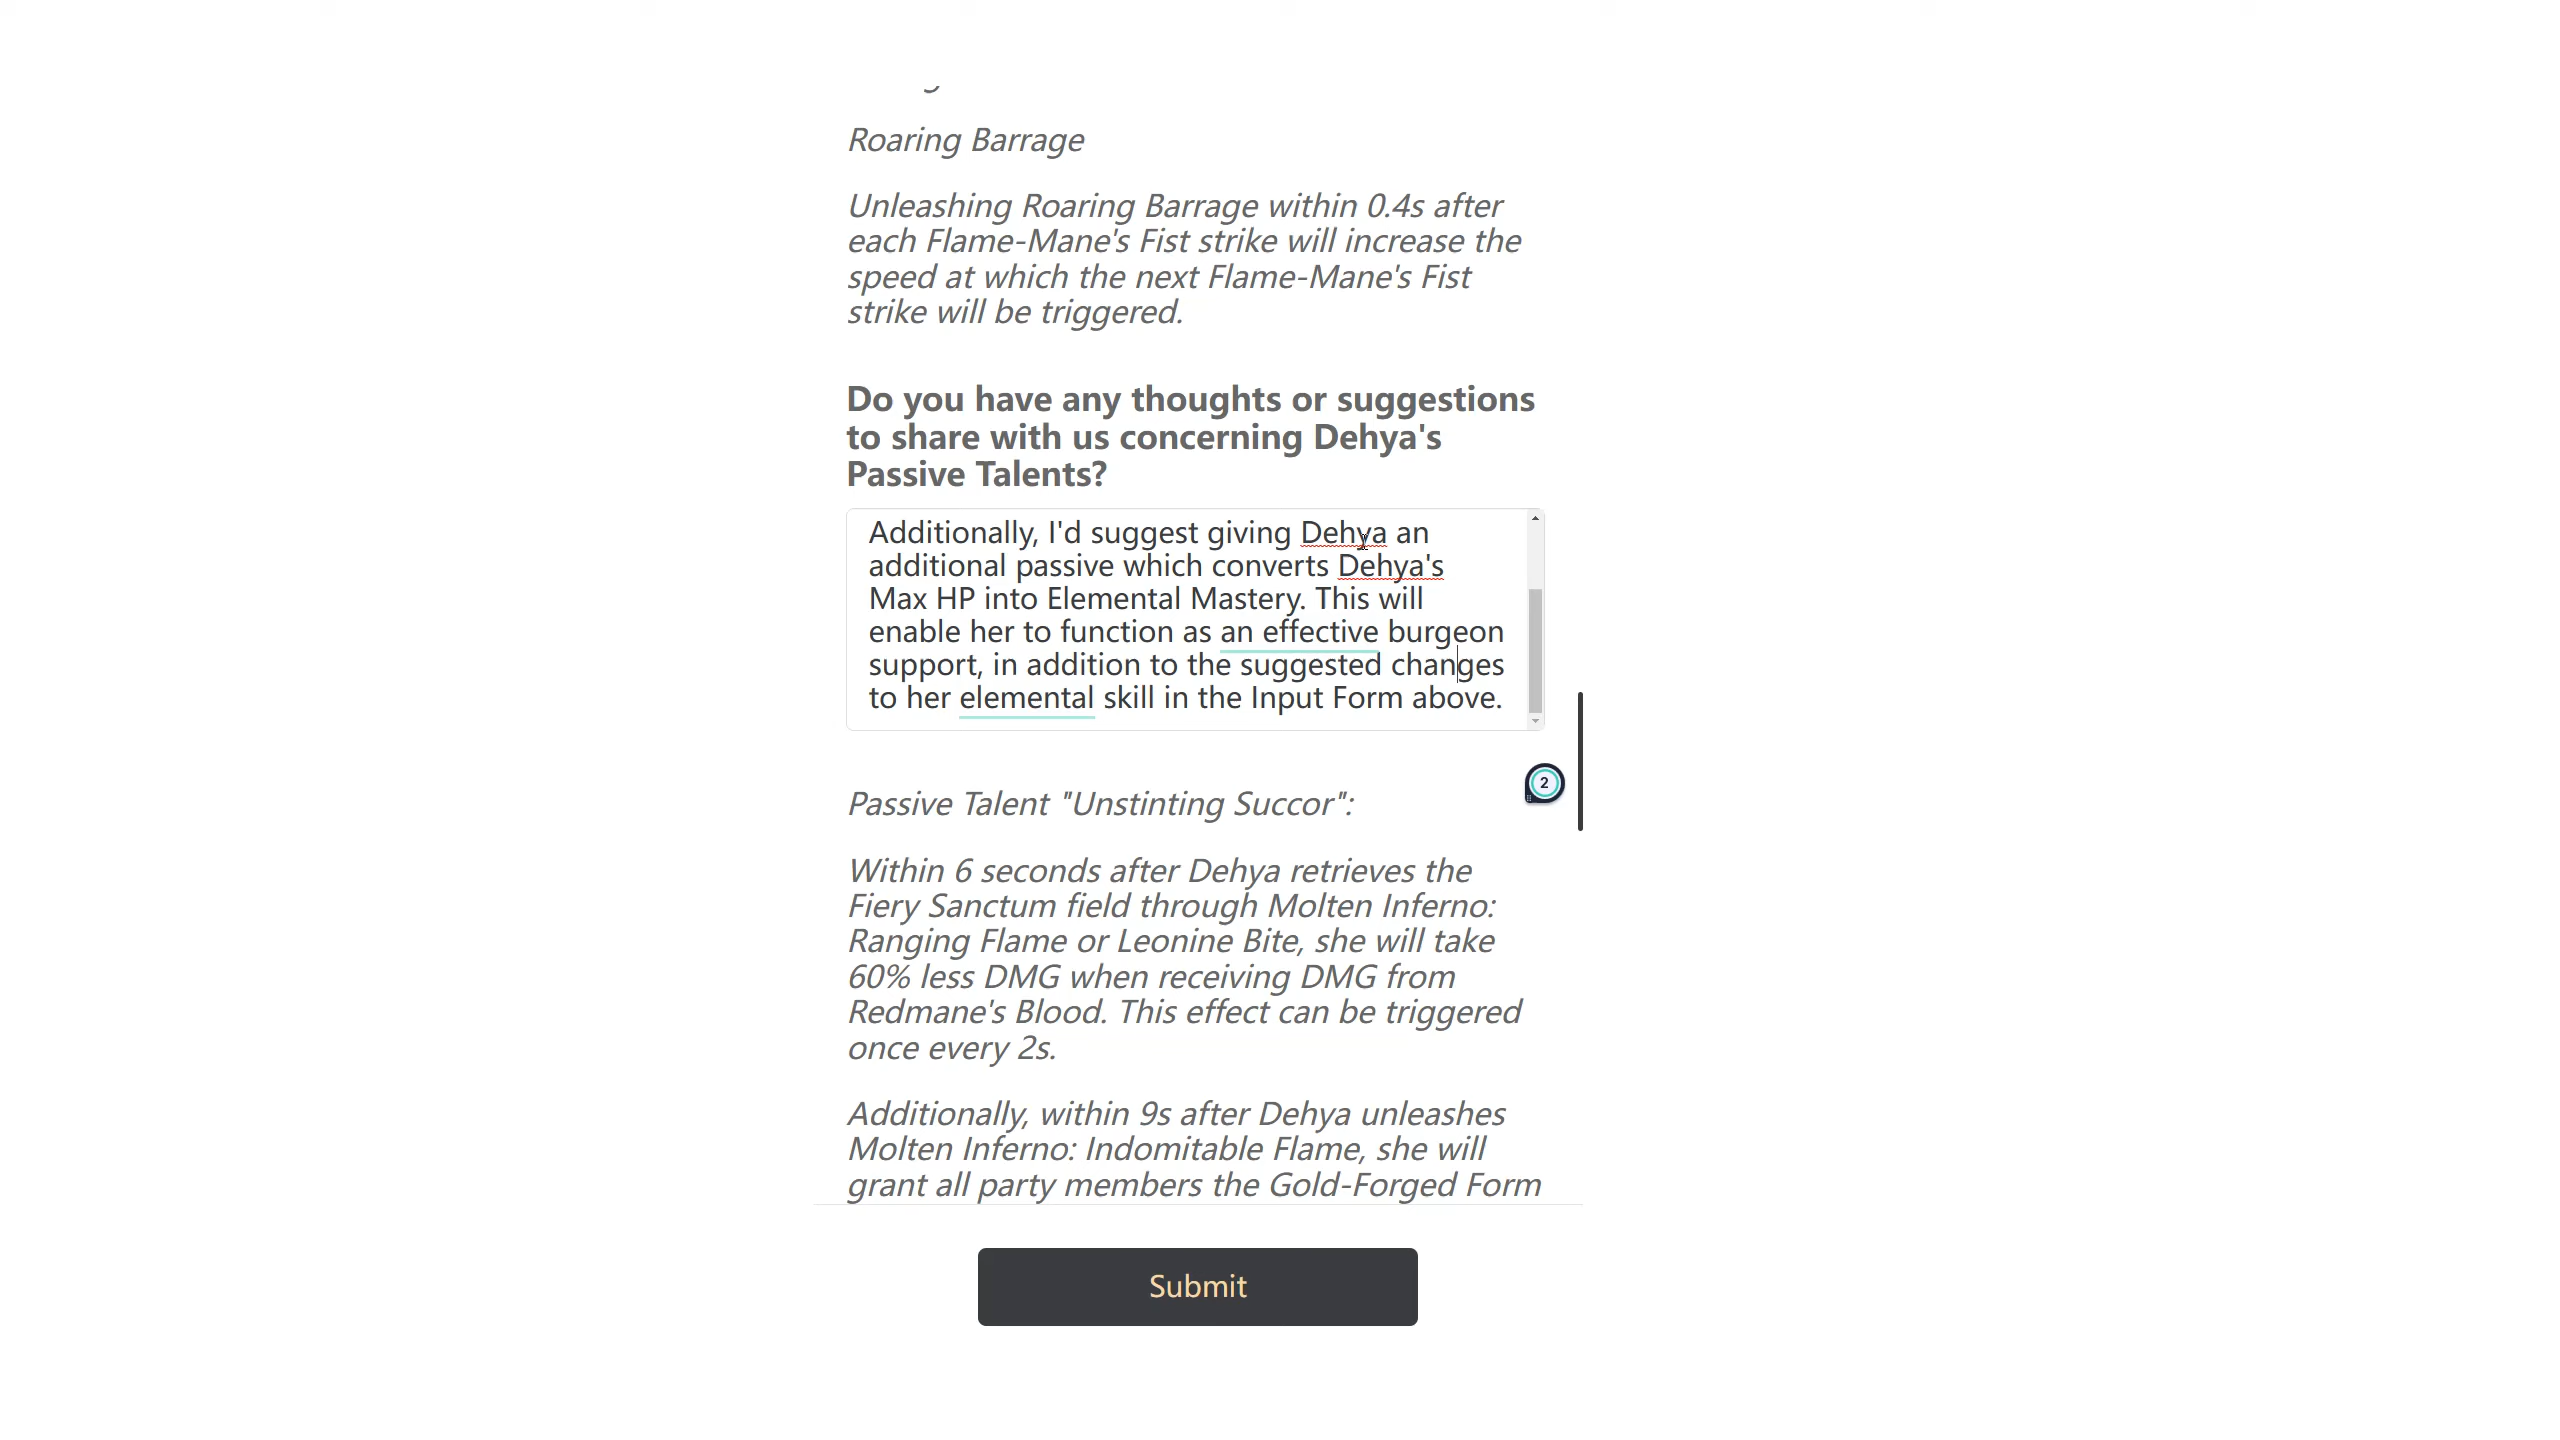 Roaring Barrage
Unleashing Roaring Barrage within 0.4s after
each Flame-Mane's Fist strike will increase the
speed at which the next Flame-Mane's Fist
strike will be triggered.
Do you have any thoughts or suggestions
to share with us concerning Dehya's
Passive Talents?
Additionally, I'd suggest giving Dehya an
additional passive which converts Dehya's
Max HP into Elemental Mastery. This will
enable her to function as an effective burgeon
support, in addition to the suggested changes
to her elemental skill in the Input Form above.
2
Passive Talent "Unstinting Succor":
Within 6 seconds after Dehya retrieves the
Fiery Sanctum field through Molten Inferno:
Ranging Flame or Leonine Bite, she will take
60% less DMG when receiving DMG from
Redmane's Blood. This effect can be triggered
once every 2s.
Additionally, within 9s after Dehya unleashes
Molten Inferno: Indomitable Flame, she will
grant all party members the Gold-Forged Form
Submit